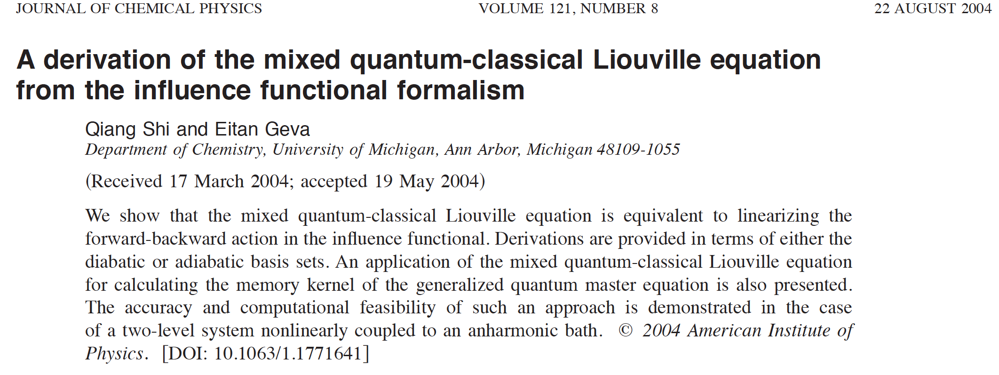 JOURNAL OF CHEMICAL PHYSICS VOLUME 121, NUMBER 8 22 AUGUST 2004
A derivation of the mixed quantum-classical Liouville equation
from the influence functional formalism
Qiang Shi and Eitan Geva
Department of Chemistry, University of Michigan, Ann Arbor, Michigan 48109-1055
(Received 17 March 2004; accepted 19 May 2004)
We show that the mixed quantum-classical Liouville equation is equivalent to linearizing the
forward-backward action in the influence functional. Derivations are provided in terms of either the
diabatic or adiabatic basis sets. An application of the mixed quantum-classical Liouville equation
for calculating the memory kernel of the generalized quantum master equation is also presented.
The accuracy and computational feasibility of such an approach is demonstrated in the case
of a two-level system nonlinearly coupled to an anharmonic bath. © 2004 American Institute of
Physics. [DOI: 10.1063/1.1771641]